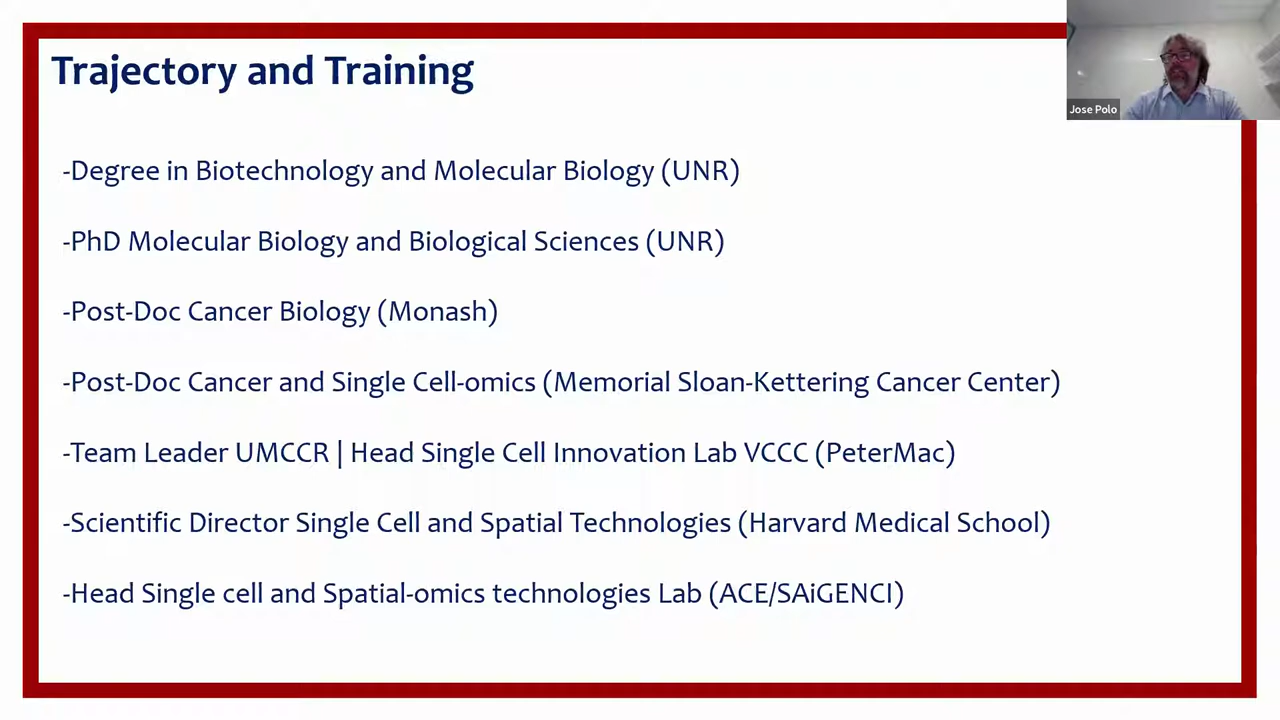 Trajectory and Training
Jose Polo
-Degree in Biotechnology and Molecular Biology (UNR)
-PhD Molecular Biology and Biological Sciences (UNR)
-Post-Doc Cancer Biology (Monash)
-Post-Doc Cancer and Single Cell-omics (Memorial Sloan-Kettering Cancer Center)
-Team Leader UMCCR | Head Single Cell Innovation Lab VCCC (PeterMac)
-Scientific Director Single Cell and Spatial Technologies (Harvard Medical School)
-Head Single cell and Spatial-omics technologies Lab (ACE/SAiGENCI)